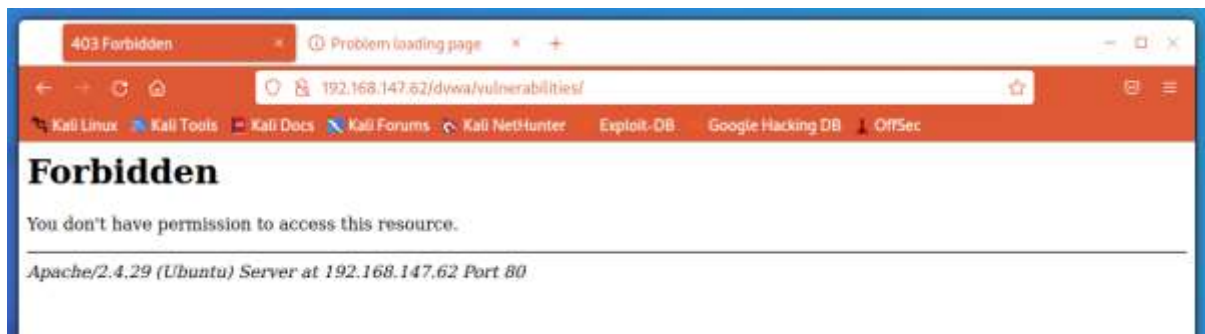 403 Forbidden
Problem loading page
192.168.147.62/dvwa/vulnerabilities/
Kali Linux Kali Tools Kali Docs Kali Forums Kali NetHunter Exploit-DB Google Hacking DB OffSec
Forbidden
You don't have permission to access this resource.
Apache/2.4.29 (Ubuntu) Server at 192.168.147.62 Port 80